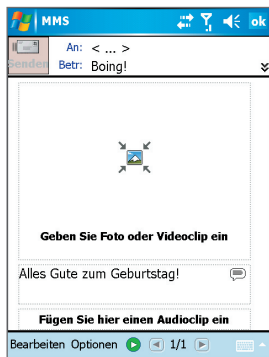 MMS
ok
Senden
An: < ... >
Betr: Boing!
Geben Sie Foto oder Videoclip ein
Alles Gute zum Geburtstag!
Fügen Sie hier einen Audioclip ein
Bearbeiten Optionen 1/1